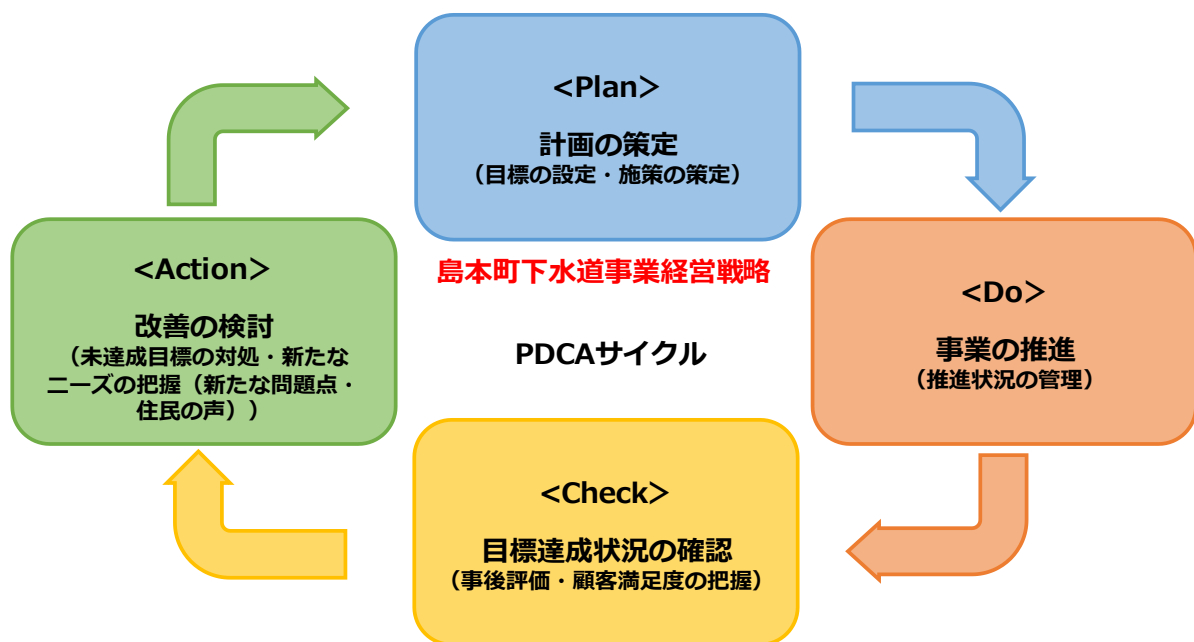 <Plan>
計画の策定
（目標の設定・施策の策定）
<Action>
改善の検討
（未達成目標の対処・新たな
ニーズの把握（新たな問題点・
住民の声））
島本町下水道事業経営戦略
PDCAサイクル
<Do>
事業の推進
（推進状況の管理）
<Check>
目標達成状況の確認
（事後評価・顧客満足度の把握）